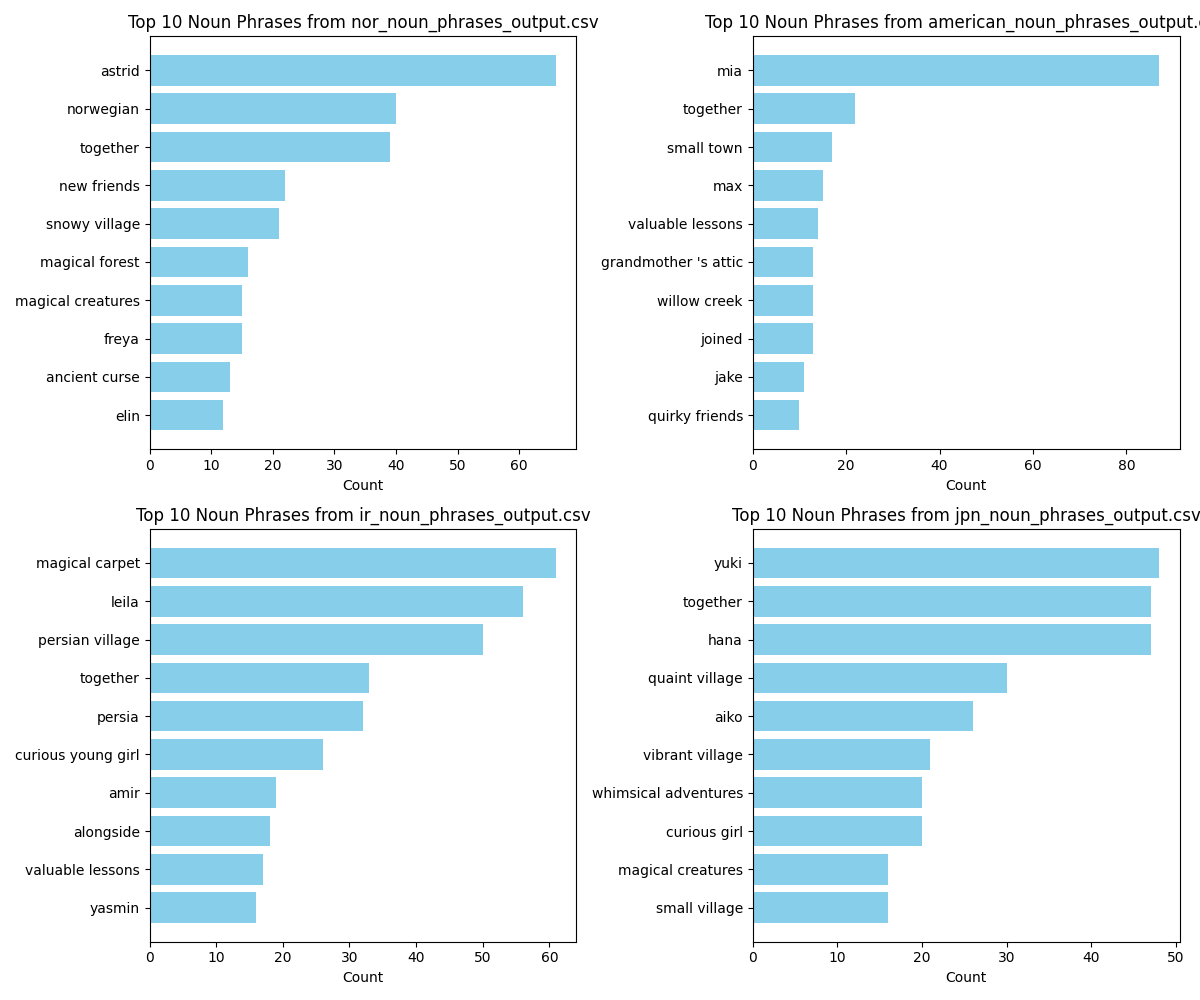 Top 10 Noun Phrases from nor_noun_phrases_output.csv
astrid
norwegian
together
new friends
snowy village
magical forest
magical creatures
freya
ancient curse
elin
0 10 20 30 40 50 60
Count
Top 10 Noun Phrases from american_noun_phrases_output.
mia
together
small town
max
valuable lessons
grandmother 's attic
willow creek
joined
jake
quirky friends
0 20 40 60 80
Count
Top 10 Noun Phrases from ir_noun_phrases_output.csv
magical carpet
leila
persian village
together
persia
curious young girl
amir
alongside
valuable lessons
yasmin
0 10 20 30 40 50 60
Count
Top 10 Noun Phrases from jpn_noun_phrases_output.csv
yuki
together
hana
quaint village
aiko
vibrant village
whimsical adventures
curious girl
magical creatures
small village
0 10 20 30 40 50
Count